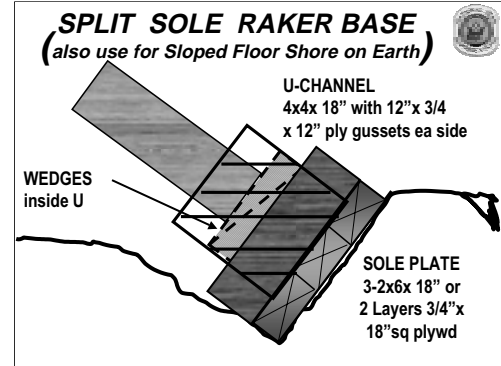 SPLIT SOLE RAKER BASE
(also use for Sloped Floor Shore on Earth)
U-CHANNEL
4x4x 18” with 12”x 3/4
x 12” ply gussets ea side
WEDGES
inside U
SOLE PLATE
3-2x6x 18” or
2 Layers 3/4”x
18”sq plywd